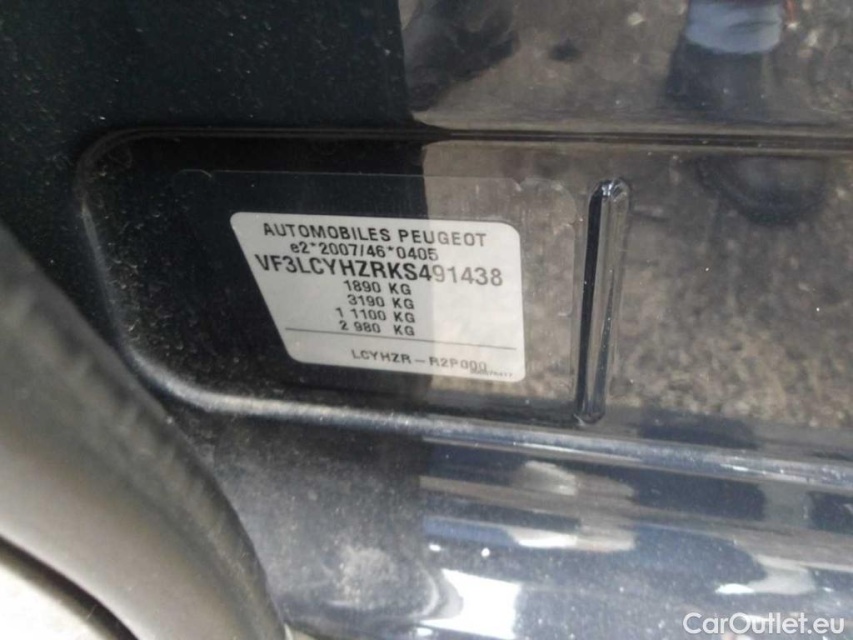 AUTOMOBILES PEUGEOT
e2*2007/46*0405
VF3LCYHZRKS491438
1890 KG
3190 KG
1 1100 KG
2 980 KG
LCYHZR - R2P000
CarOutlet.eu